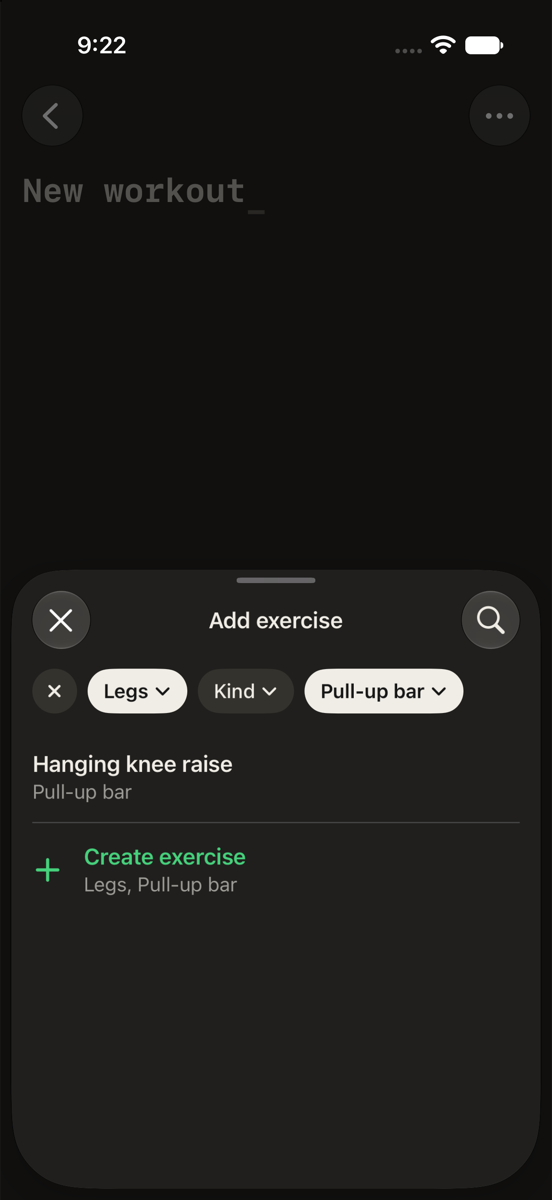 9:22
New workout_
Add exercise
Legs
Kind
Pull-up bar
Hanging knee raise
Pull-up bar
Create exercise
Legs, Pull-up bar